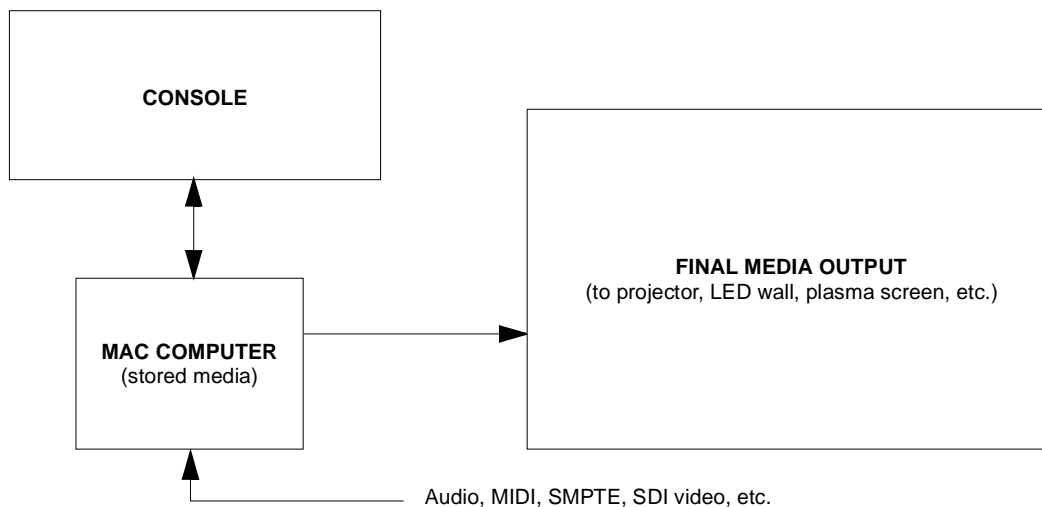 CONSOLE
FINAL MEDIA OUTPUT
(to projector, LED wall, plasma screen, etc.)
MAC COMPUTER
(stored media)
Audio, MIDI, SMPTE, SDI video, etc.